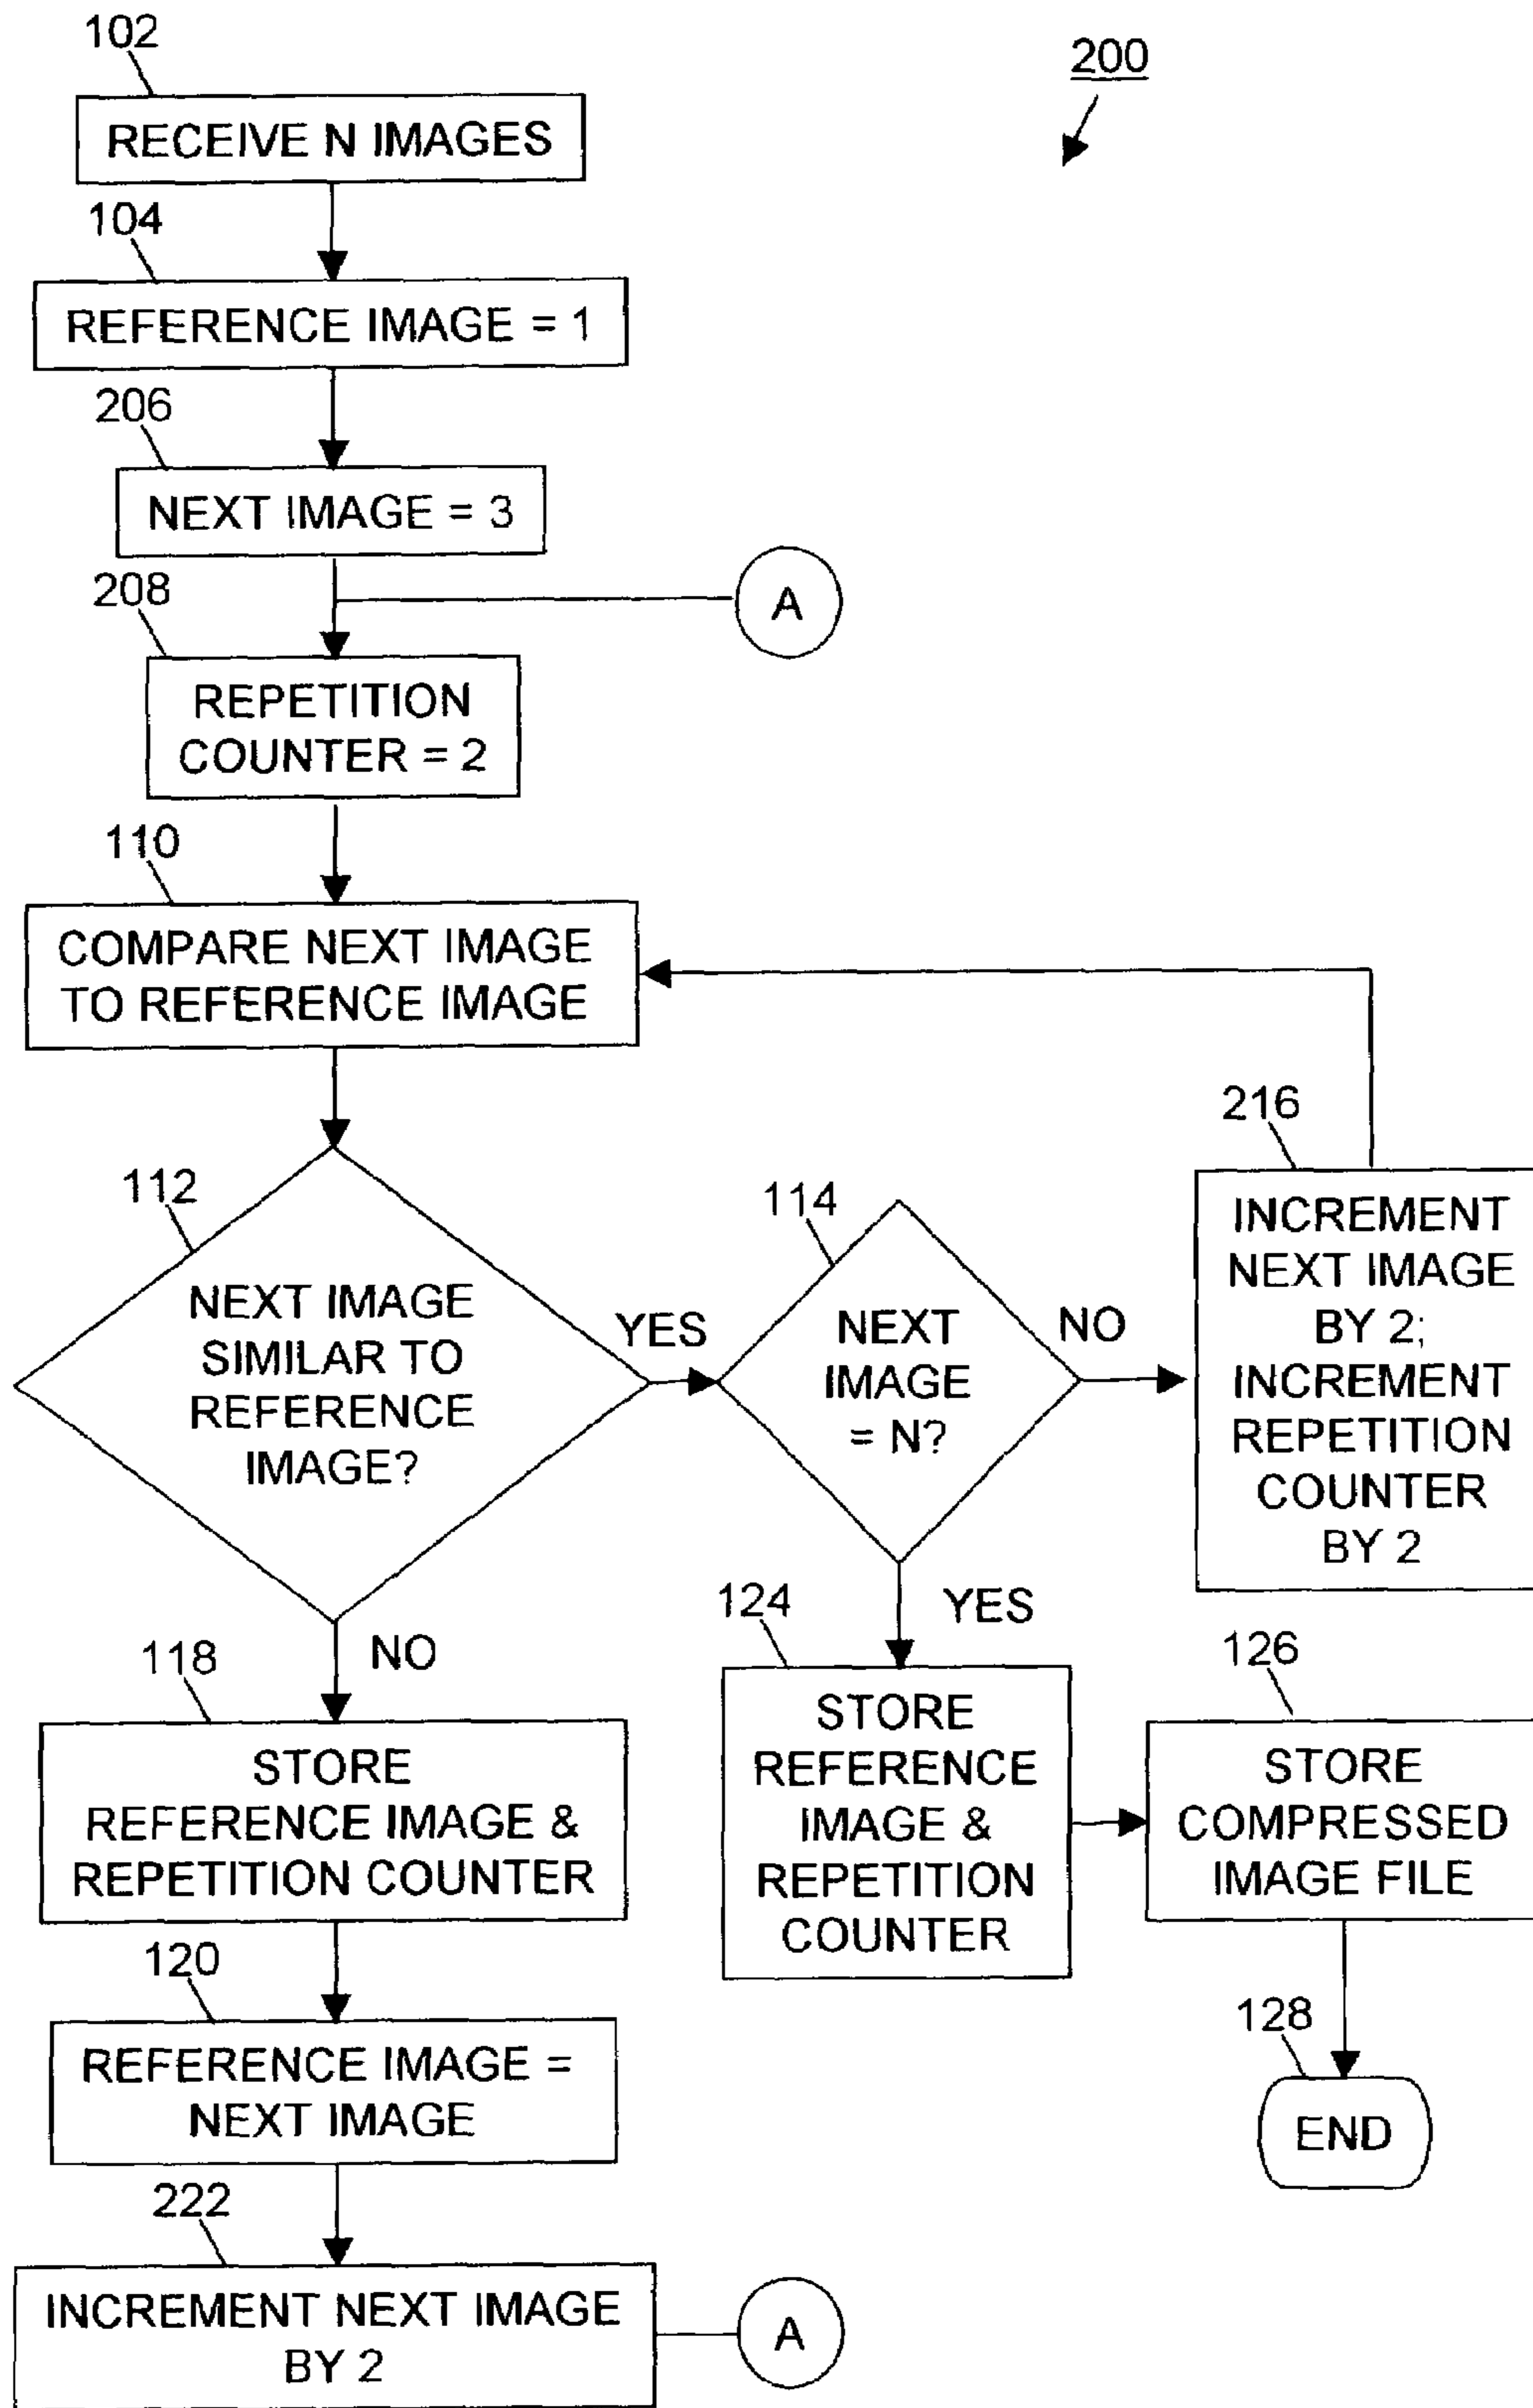 102
200
RECEIVE N IMAGES
104
REFERENCE IMAGE = 1
206
NEXT IMAGE = 3
208
A
REPETITION
COUNTER = 2
110
COMPARE NEXT IMAGE
TO REFERENCE IMAGE
112
NEXT IMAGE
SIMILAR TO
REFERENCE
IMAGE?
YES
114
NEXT
IMAGE
= N?
NO
216
INCREMENT
NEXT IMAGE
BY 2;
INCREMENT
REPETITION
COUNTER
BY 2
NO
118
STORE
REFERENCE IMAGE &
REPETITION COUNTER
YES
124
STORE
REFERENCE
IMAGE &
REPETITION
COUNTER
126
STORE
COMPRESSED
IMAGE FILE
120
REFERENCE IMAGE =
NEXT IMAGE
128
END
222
INCREMENT NEXT IMAGE
BY 2
A